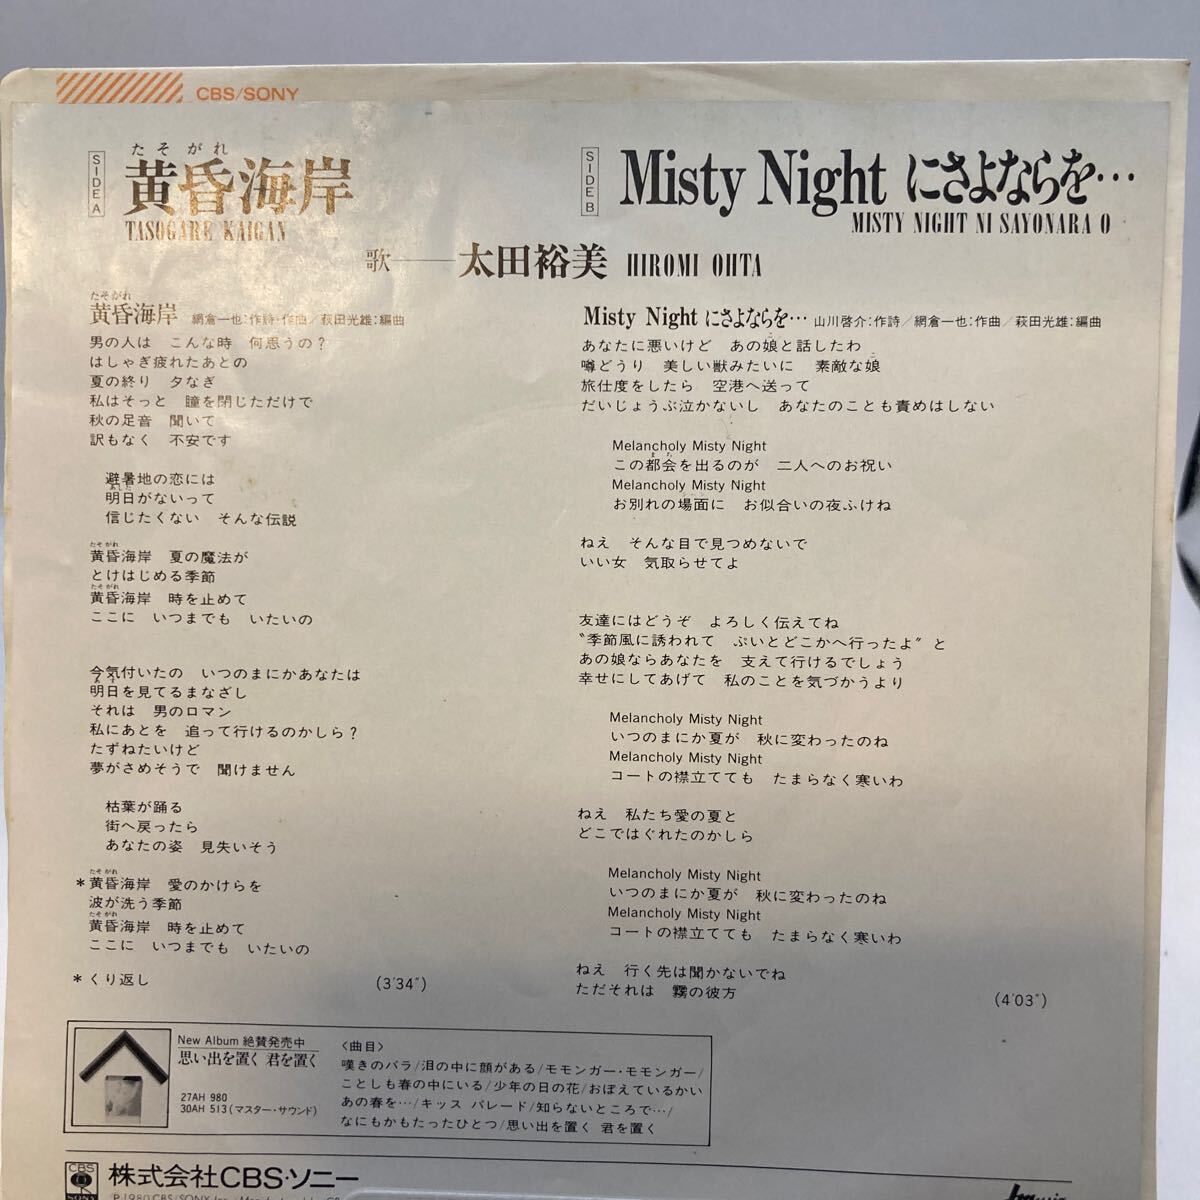 CBS/SONY
SIDE A
たそがれ
黄昏海岸
TASOGARE KAIGAN
SIDE B
Misty Night にさよならを…
MISTY NIGHT NI SAYONARA O
歌――太田裕美 HIROMI OHTA
たそがれ
黄昏海岸 網倉一也:作詩・作曲/萩田光雄:編曲
男の人は こんな時 何思うの?
はしゃぎ疲れたあとの
夏の終り 夕なぎ
私はそっと 瞳を閉じただけで
秋の足音 聞いて
訳もなく 不安です
避暑地の恋には
あした
明日がないって
信じたくない そんな伝説
たそがれ
黄昏海岸 夏の魔法が
とけはじめる季節
たそがれ
黄昏海岸 時を止めて
ここに いつまでも いたいの
今気付いたの いつのまにかあなたは
あす
明日を見てるまなざし
それは 男のロマン
私にあとを 追って行けるのかしら?
たずねたいけど
夢がさめそうで 聞けません
枯葉が踊る
街へ戻ったら
あなたの姿 見失いそう
たそがれ
*黄昏海岸 愛のかけらを
波が洗う季節
たそがれ
黄昏海岸 時を止めて
ここに いつまでも いたいの
*くり返し
(3'34")
Misty Night にさよならを… 山川啓介:作詩/網倉一也:作曲/萩田光雄:編曲
こ
あなたに悪いけど あの娘と話したわ
こ
噂どうり 美しい獣みたいに 素敵な娘
旅仕度をしたら 空港へ送って
だいじょうぶ泣かないし あなたのことも責めはしない
Melancholy Misty Night
まち
この都会を出るのが 二人へのお祝い
Melancholy Misty Night
お別れの場面に お似合いの夜ふけね
ねえ そんな目で見つめないで
いい女 気取らせてよ
友達にはどうぞ よろしく伝えてね
〝季節風に誘われて ぷいとどこかへ行ったよ〟と
あの娘ならあなたを 支えて行けるでしょう
幸せにしてあげて 私のことを気づかうより
Melancholy Misty Night
いつのまにか夏が 秋に変わったのね
Melancholy Misty Night
コートの襟立てても たまらなく寒いわ
ねえ 私たち愛の夏と
どこではぐれたのかしら
Melancholy Misty Night
いつのまにか夏が 秋に変わったのね
Melancholy Misty Night
コートの襟立てても たまらなく寒いわ
ねえ 行く先は聞かないでね
ただそれは 霧の彼方
(4'03")
New Album 絶賛発売中
思い出を置く 君を置く
27AH 980
30AH 513(マスター・サウンド)
〈曲目〉
嘆きのバラ/泪の中に顔がある/モモンガー・モモンガー/
ことしも春の中にいる/少年の日の花/おぼえているかい
あの春を…/キッス パレード/知らないところで…/
なにもかもたったひとつ/思い出を置く 君を置く
CBS
SONY
株式会社CBS・ソニー
P-1980 CBS/SONY Inc.